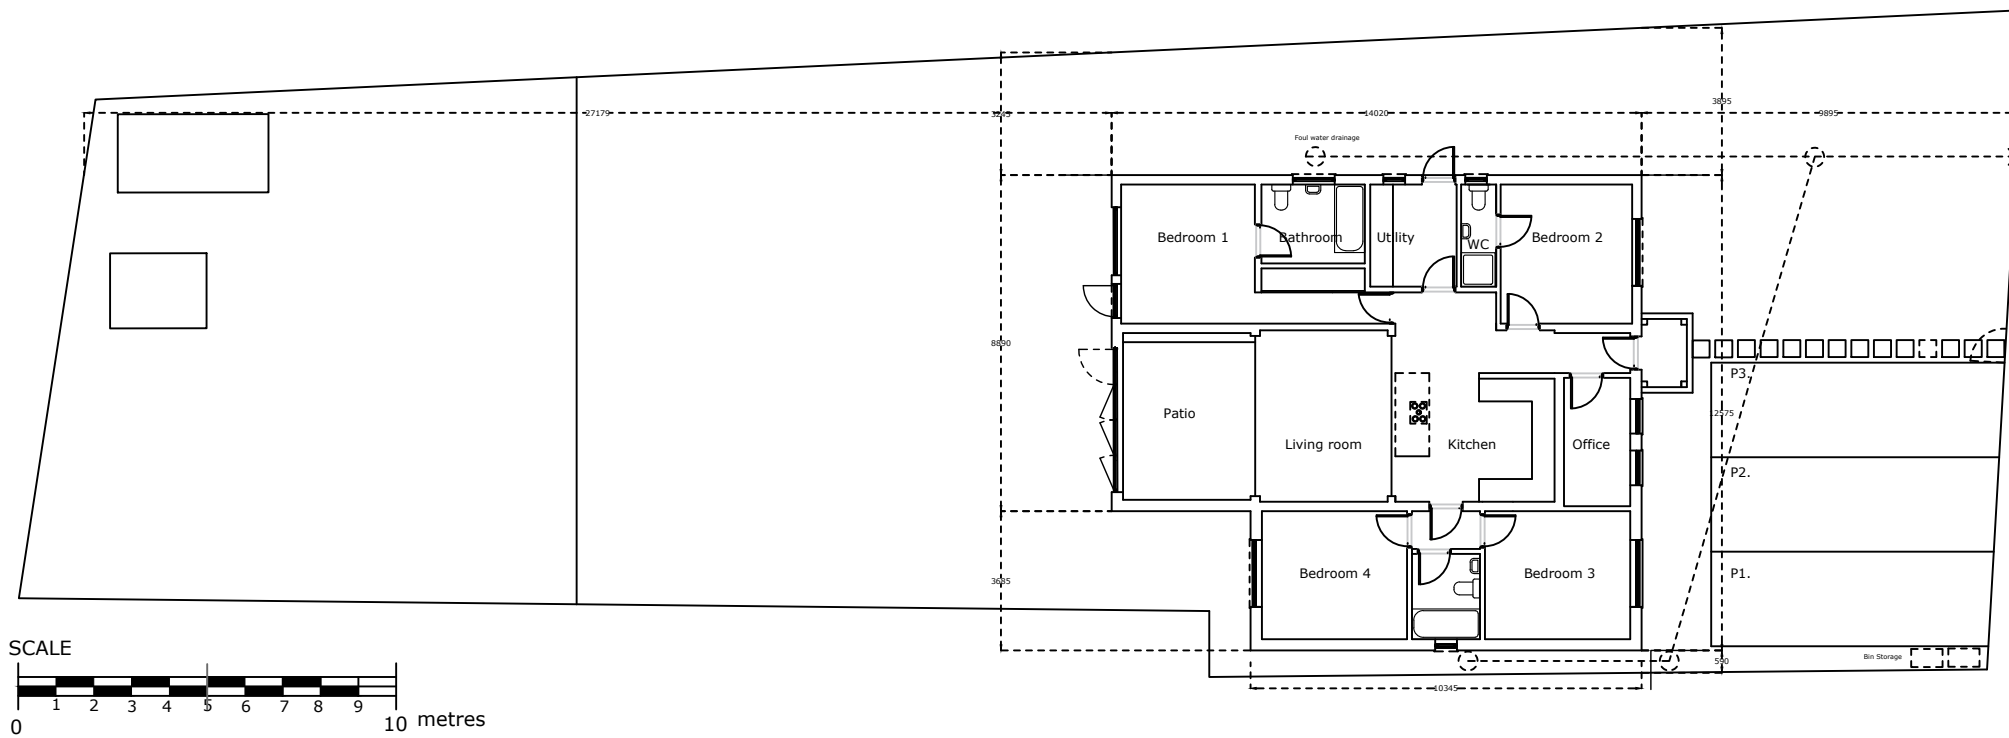 3895
27179
3245
14020
9895
Foul water drainage
Bedroom 1
Bathroom
Utility
WC
Bedroom 2
8890
P3.
Patio
12575
Living room
Kitchen
Office
P2.
Bedroom 4
Bedroom 3
P1.
3685
SCALE
Bin Storage
590
10345
1 2 3 4 5 6 7 8 9
0 10 metres